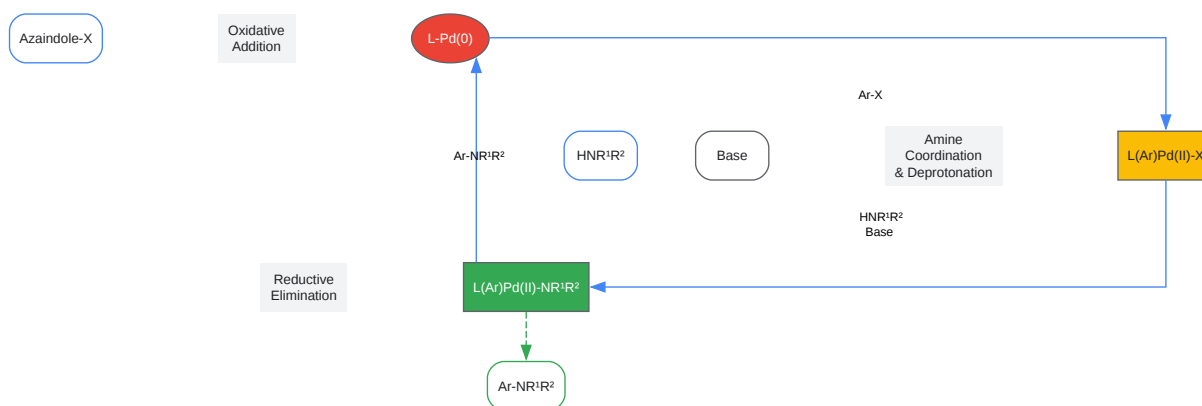 Azaindole-X
Oxidative
Addition
L-Pd(0)
Ar-X
Ar-NR¹R²
HNR¹R²
Base
Amine
Coordination
& Deprotonation
L(Ar)Pd(II)-X
HNR¹R²
Base
Reductive
Elimination
L(Ar)Pd(II)-NR¹R²
Ar-NR¹R²